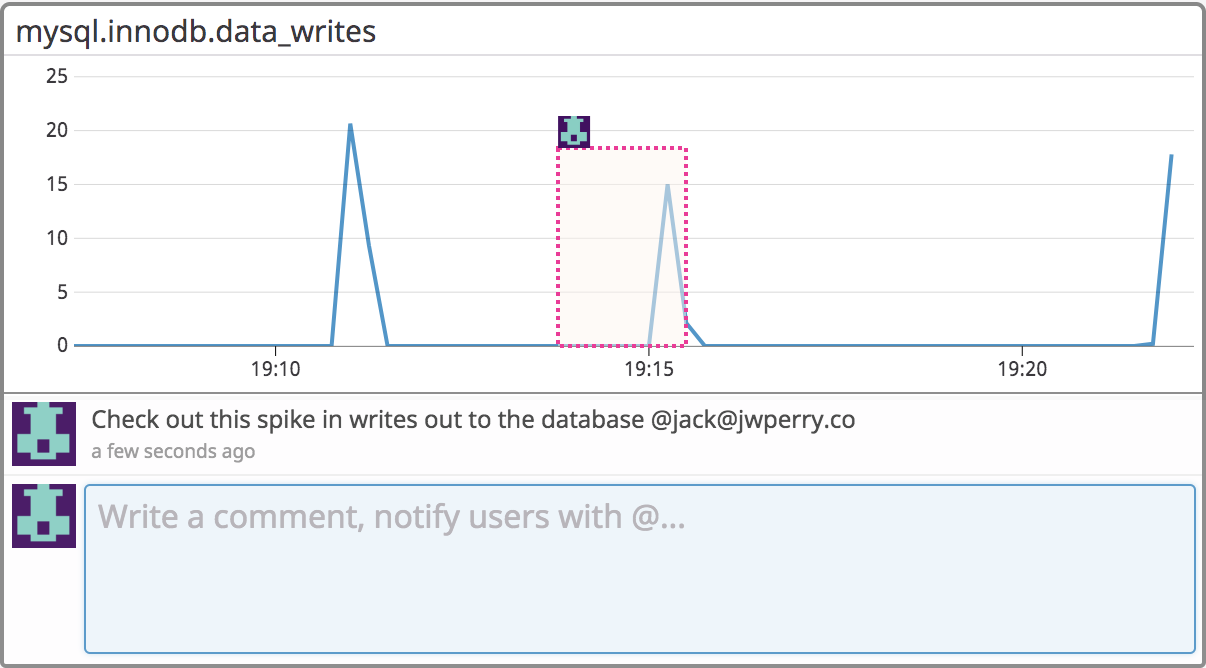 mysql.innodb.data_writes
25
20
15
10
5
0
19:10 19:15 19:20
Check out this spike in writes out to the database @jack@jwperry.co
a few seconds ago
Write a comment, notify users with @...